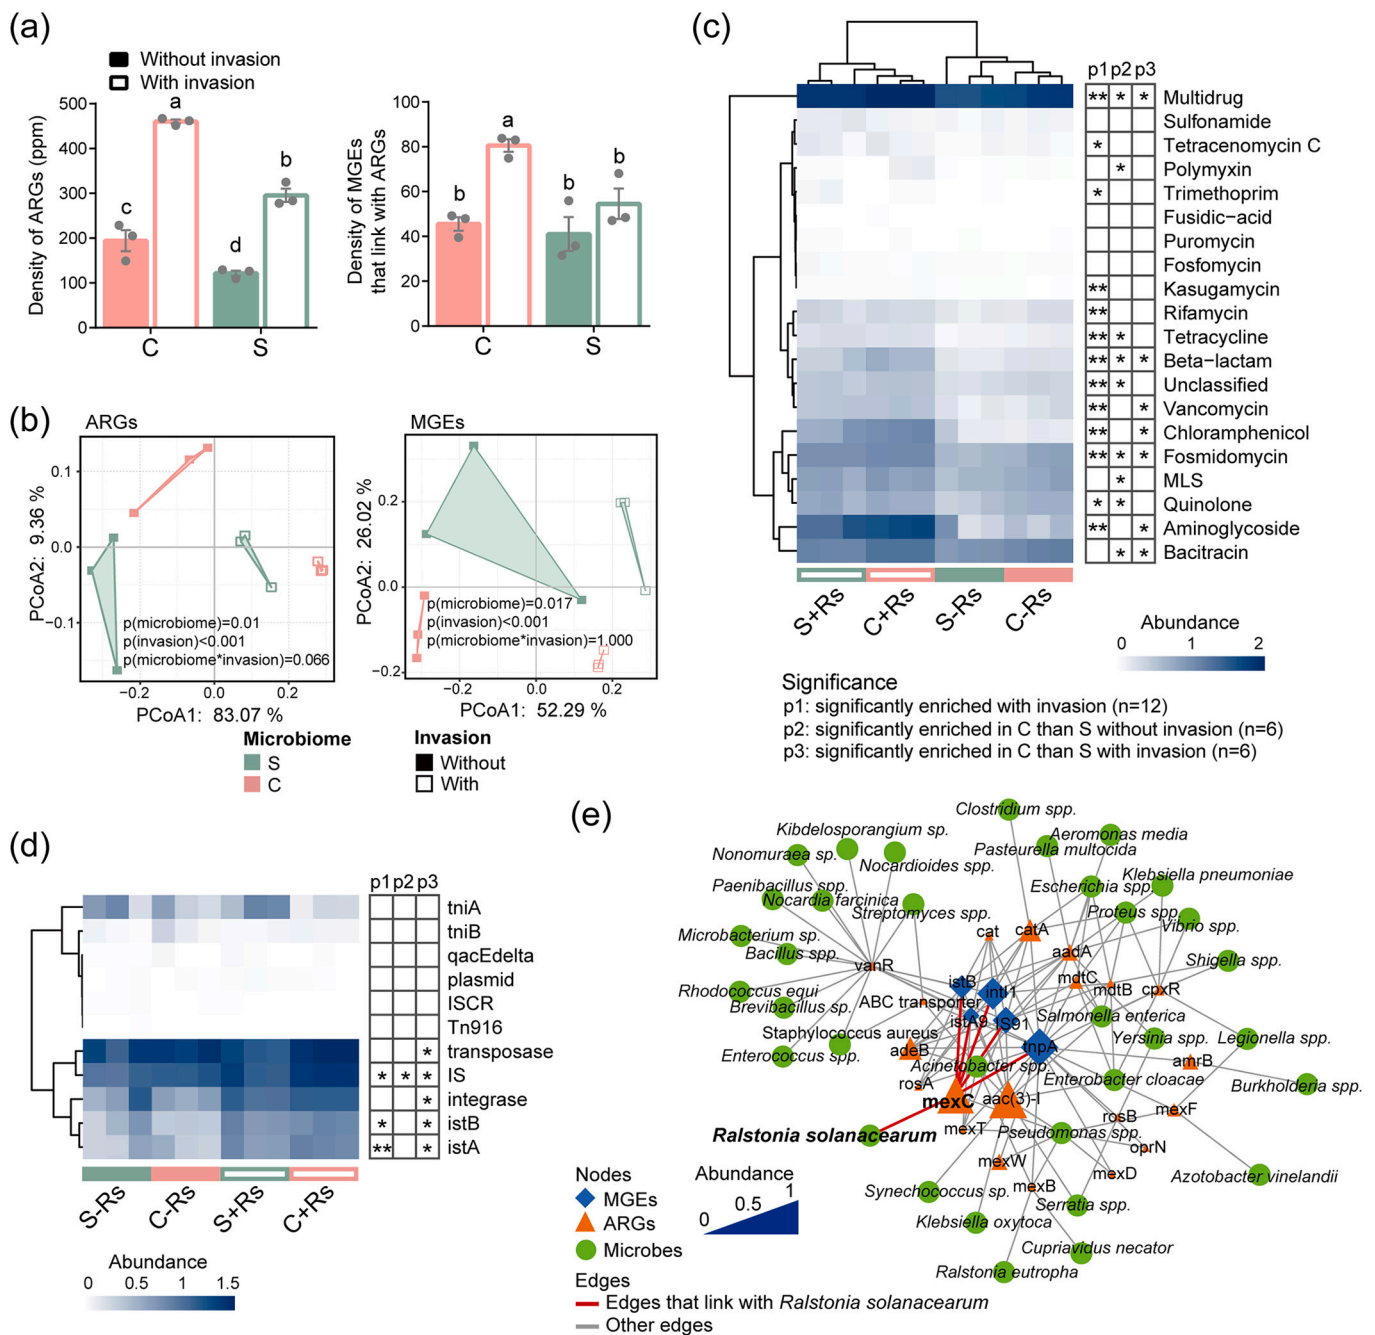 (a)
Without invasion
With invasion
Density of ARGs (ppm)
500
400
300
200
100
0
c
a
d
b
C
S
Density of MGEs
that link with ARGs
100
80
60
40
20
0
b
a
b
b
C
S
(b)
ARGs
PCoA2: 9.36 %
0.1
0.0
−0.1
p(microbiome)=0.01
p(invasion)<0.001
p(microbiome*invasion)=0.066
−0.2
0.0
0.2
PCoA1: 83.07 %
MGEs
PCoA2: 26.02 %
0.2
0.0
−0.2
p(microbiome)=0.017
p(invasion)<0.001
p(microbiome*invasion)=1.000
−0.2
0.0
0.2
PCoA1: 52.29 %
Microbiome
S
C
Invasion
Without
With
(c)
p1 p2 p3
** * * Multidrug
Sulfonamide
* Tetracenomycin C
* Polymyxin
* Trimethoprim
Fusidic−acid
Puromycin
Fosfomycin
** Kasugamycin
** Rifamycin
** * Tetracycline
** * * Beta−lactam
** * Unclassified
** * Vancomycin
** * Chloramphenicol
** * * Fosmidomycin
* MLS
* * Quinolone
** * Aminoglycoside
* * Bacitracin
S+Rs
C+Rs
S-Rs
C-Rs
Abundance
0 1 2
Significance
p1: significantly enriched with invasion (n=12)
p2: significantly enriched in C than S without invasion (n=6)
p3: significantly enriched in C than S with invasion (n=6)
(d)
p1 p2 p3
tniA
tniB
qacEdelta
plasmid
ISCR
Tn916
* transposase
* * * IS
* integrase
* * istB
** * istA
S-Rs
C-Rs
S+Rs
C+Rs
Abundance
0 0.5 1 1.5
(e)
Clostridium spp.
Kibdelosporangium sp.
Aeromonas media
Pasteurella multocida
Nonomuraea sp.
Nocardioides spp.
Klebsiella pneumoniae
Paenibacillus spp.
Escherichia spp.
Nocardia farcinica
Streptomyces spp.
Proteus spp.
Vibrio spp.
Microbacterium sp.
cat
catA
Bacillus spp.
aadA
Shigella spp.
vanR
mdtC
istB
intI1
mdtB
cpxR
Rhodococcus equi
ABC transporter
Brevibacillus sp.
istA9
IS91
Salmonella enterica
Staphylococcus aureus
Yersinia spp.
Legionella spp.
Enterococcus spp.
adeB
tnpA
amrB
Acinetobacter spp.
Enterobacter cloacae
Burkholderia spp.
rosA
mexC
aac(3)-I
rosB
mexF
mexT
Pseudomonas spp.
Ralstonia solanacearum
oprN
mexW
mexD
Azotobacter vinelandii
Synechococcus sp.
mexB
Serratia spp.
Klebsiella oxytoca
Cupriavidus necator
Ralstonia eutropha
Nodes
MGEs
ARGs
Microbes
Abundance
0 0.5 1
Edges
Edges that link with Ralstonia solanacearum
Other edges